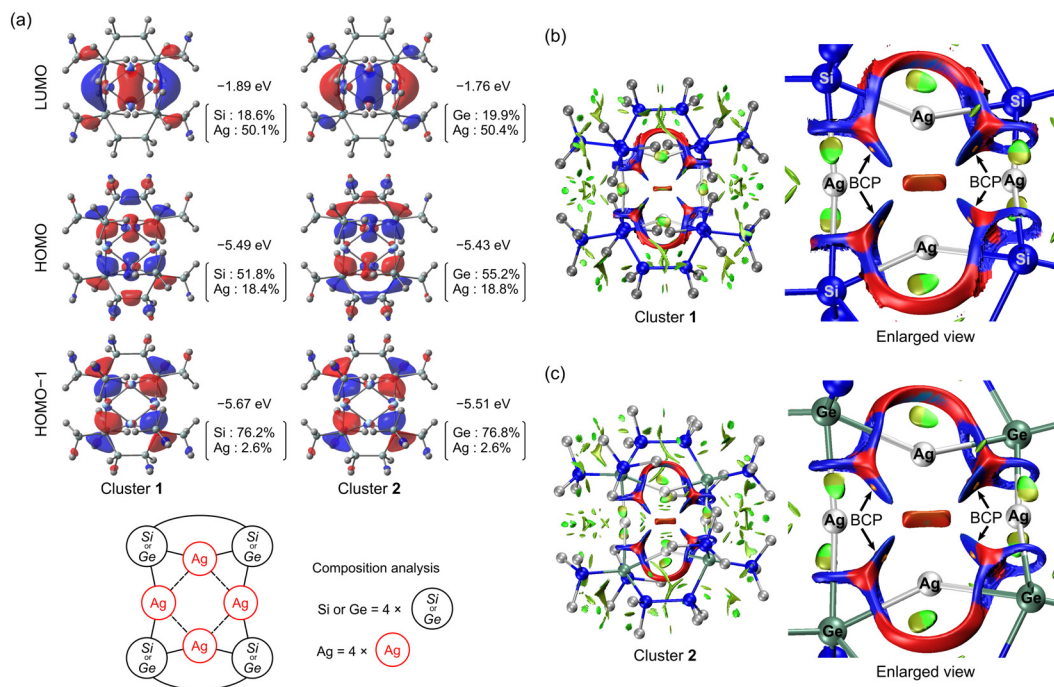 (a)
LUMO
−1.89 eV
Si : 18.6%
Ag : 50.1%
−1.76 eV
Ge : 19.9%
Ag : 50.4%
HOMO
−5.49 eV
Si : 51.8%
Ag : 18.4%
−5.43 eV
Ge : 55.2%
Ag : 18.8%
HOMO−1
−5.67 eV
Si : 76.2%
Ag : 2.6%
−5.51 eV
Ge : 76.8%
Ag : 2.6%
Cluster 1
Cluster 2
Si
or
Ge
Si
or
Ge
Ag
Ag
Ag
Ag
Si
or
Ge
Si
or
Ge
Composition analysis
Si or Ge = 4 ×
Si
or
Ge
Ag = 4 ×
Ag
(b)
Cluster 1
Si
Si
Ag
Ag
BCP
BCP
Ag
Ag
Si
Si
Enlarged view
(c)
Cluster 2
Ge
Ge
Ag
Ag
BCP
BCP
Ag
Ag
Ge
Ge
Enlarged view